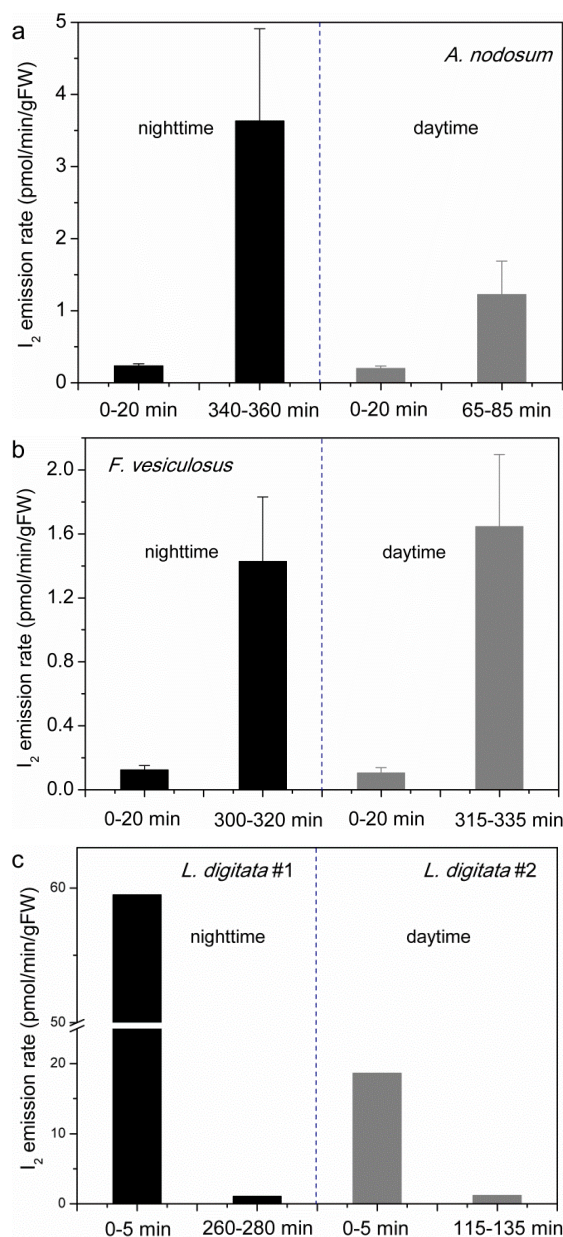 a
I2 emission rate (pmol/min/gFW)
5
4
3
2
1
0
A. nodosum
nighttime
daytime
0-20 min
340-360 min
0-20 min
65-85 min
b
I2 emission rate (pmol/min/gFW)
2.0
1.6
1.2
0.8
0.4
0.0
F. vesiculosus
nighttime
daytime
0-20 min
300-320 min
0-20 min
315-335 min
c
I2 emission rate (pmol/min/gFW)
60
50
20
10
0
L. digitata #1
L. digitata #2
nighttime
daytime
0-5 min
260-280 min
0-5 min
115-135 min